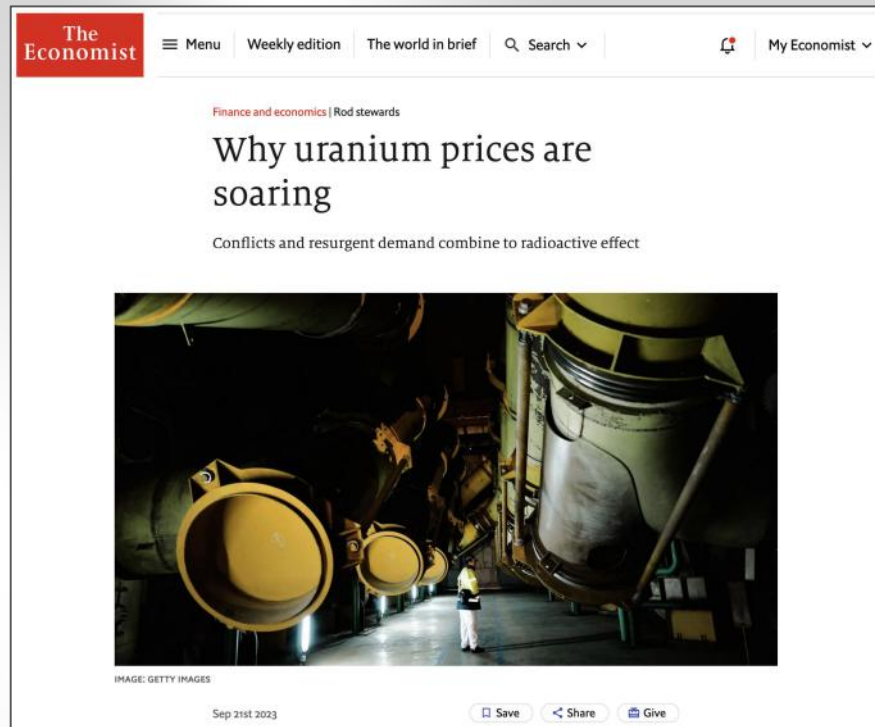 The
Economist
Menu
Weekly edition
The world in brief
Search
My Economist
Finance and economics | Rod stewards
Why uranium prices are
soaring
Conflicts and resurgent demand combine to radioactive effect
IMAGE: GETTY IMAGES
Sep 21st 2023
Save
Share
Give